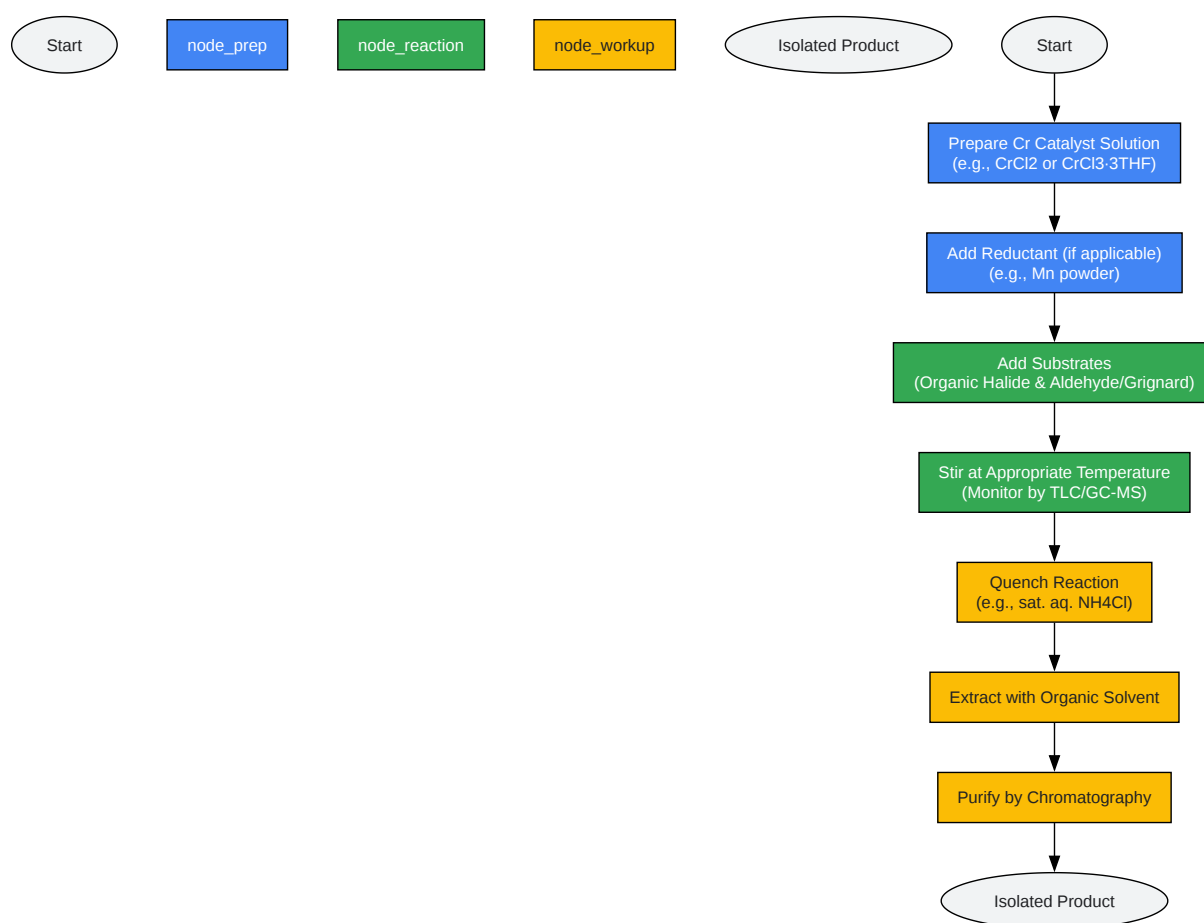 Start
node_prep
node_reaction
node_workup
Isolated Product
Start
Prepare Cr Catalyst Solution
(e.g., CrCl2 or CrCl3·3THF)
Add Reductant (if applicable)
(e.g., Mn powder)
Add Substrates
(Organic Halide & Aldehyde/Grignard)
Stir at Appropriate Temperature
(Monitor by TLC/GC-MS)
Quench Reaction
(e.g., sat. aq. NH4Cl)
Extract with Organic Solvent
Purify by Chromatography
Isolated Product